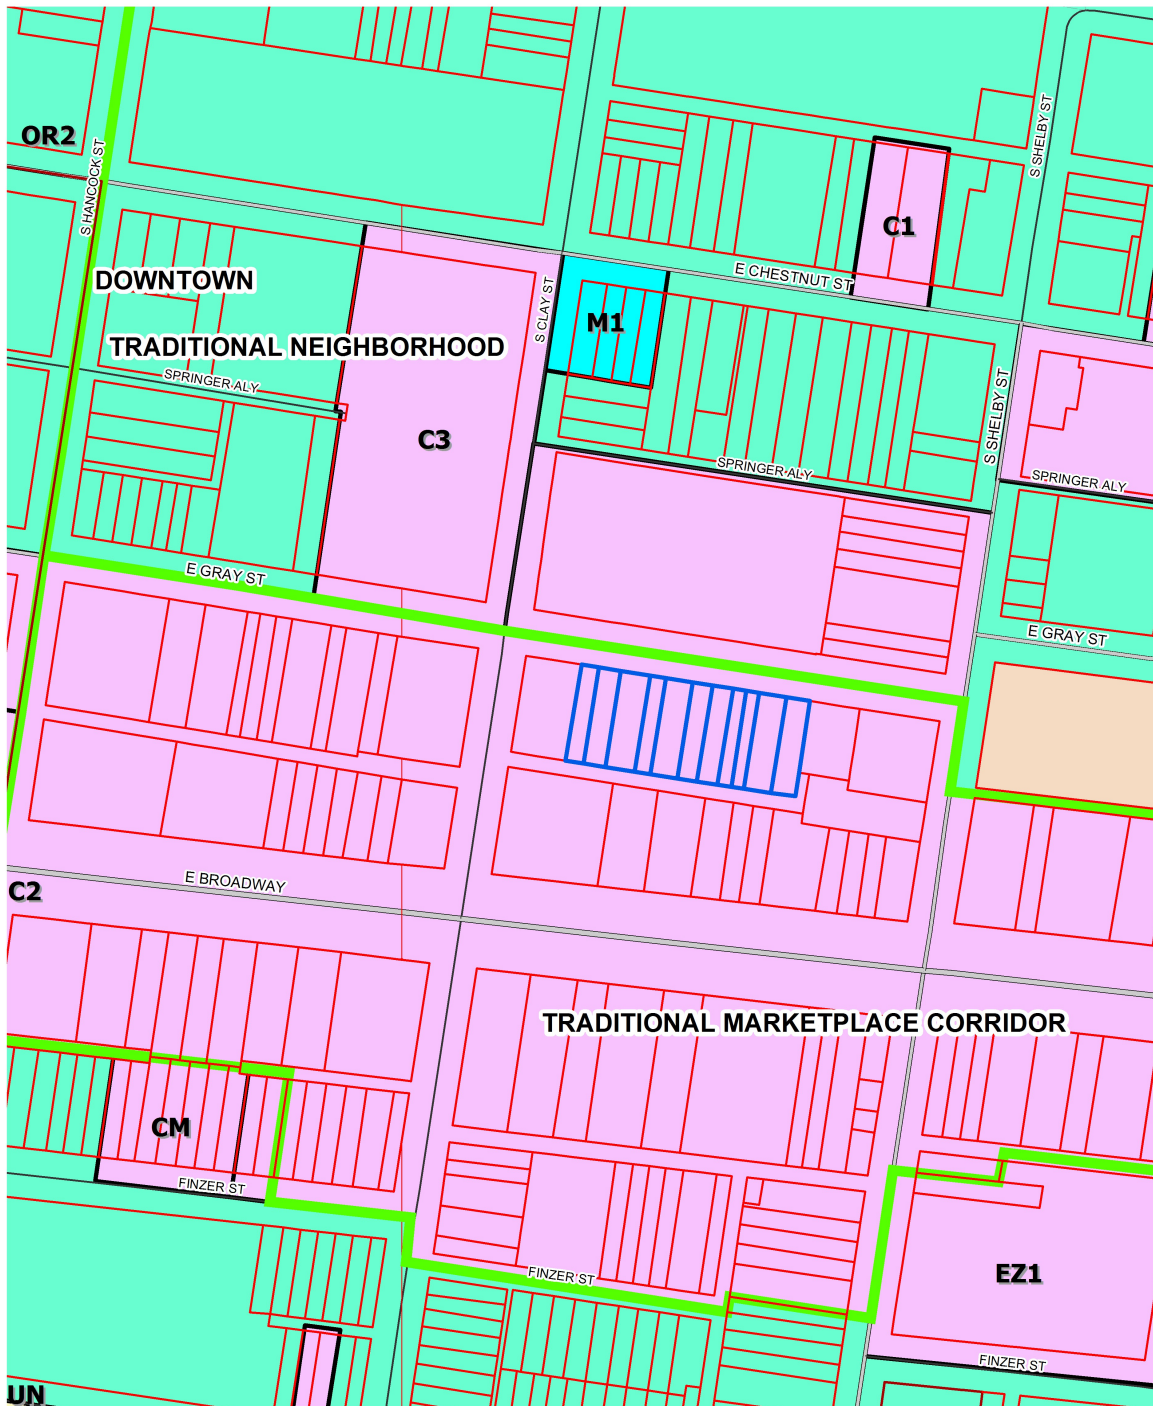 S SHELBY ST
OR2
S HANCOCK ST
C1
E CHESTNUT ST
DOWNTOWN
S CLAY ST
M1
TRADITIONAL NEIGHBORHOOD
SPRINGER ALY
S SHELBY ST
C3
SPRINGER ALY
SPRINGER ALY
E GRAY ST
E GRAY ST
E BROADWAY
C2
TRADITIONAL MARKETPLACE CORRIDOR
CM
FINZER ST
FINZER ST
EZ1
FINZER ST
UN